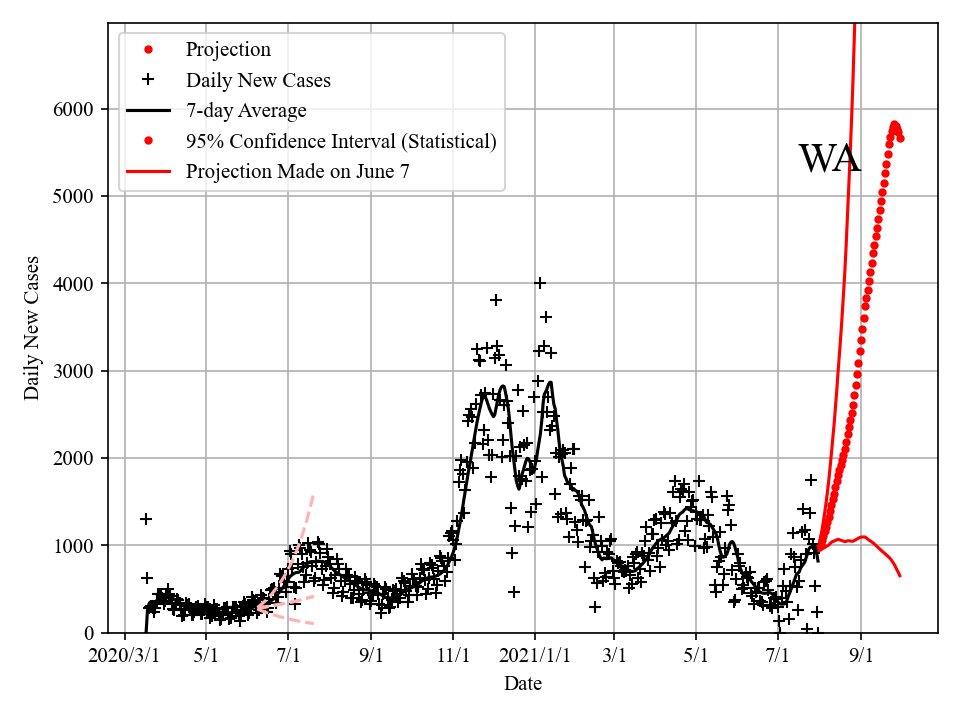 Projection
Daily New Cases
7-day Average
95% Confidence Interval (Statistical)
Projection Made on June 7
WA
6000
5000
4000
3000
2000
1000
0
Daily New Cases
2020/3/1 5/1 7/1 9/1 11/1 2021/1/1 3/1 5/1 7/1 9/1
Date